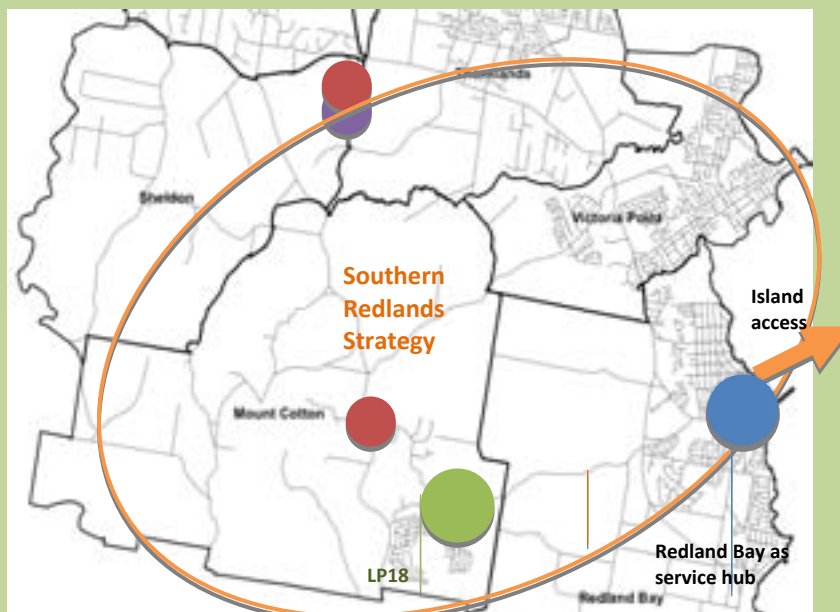 Sheldon
Victoria Point
Southern
Redlands
Strategy
Island
access
Mount Cotton
LP18
Redland Bay as
service hub
Redland Bay